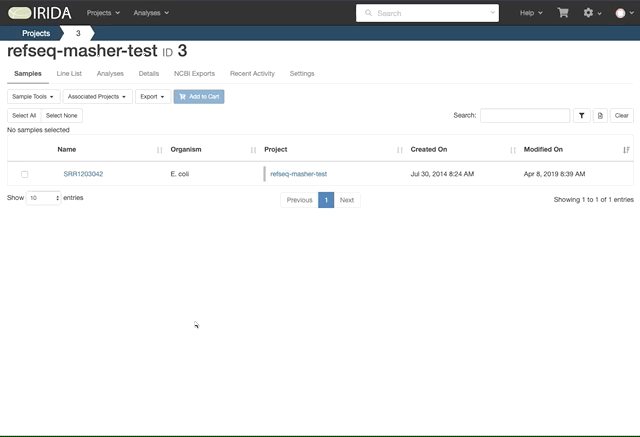 IRIDA Projects Analyses Search Help
Projects 3
refseq-masher-test ID 3
Samples Line List Analyses Details NCBI Exports Recent Activity Settings
Sample Tools Associated Projects Export Add to Cart
Select All Select None Search: Clear
No samples selected
Name Organism Project Created On Modified On
SRR1203042 E. coli refseq-masher-test Jul 30, 2014 8:24 AM Apr 8, 2019 8:39 AM
Show 10 entries Previous 1 Next Showing 1 to 1 of 1 entries